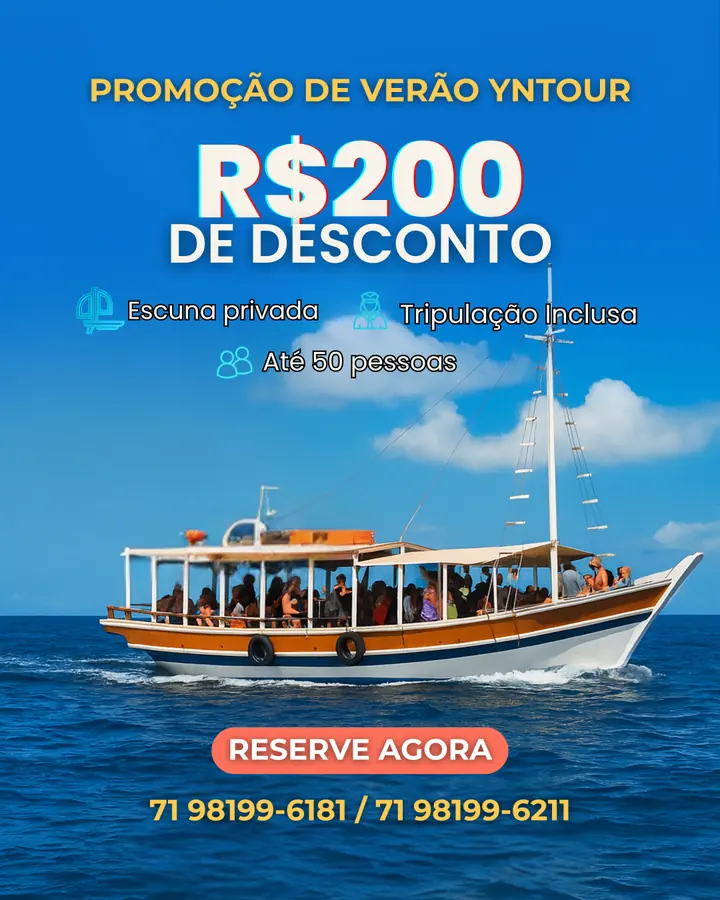 PROMOÇÃO DE VERÃO YNTOUR
R$200
DE DESCONTO
Escuna privada
Tripulação Inclusa
Até 50 pessoas
RESERVE AGORA
71 98199-6181 / 71 98199-6211